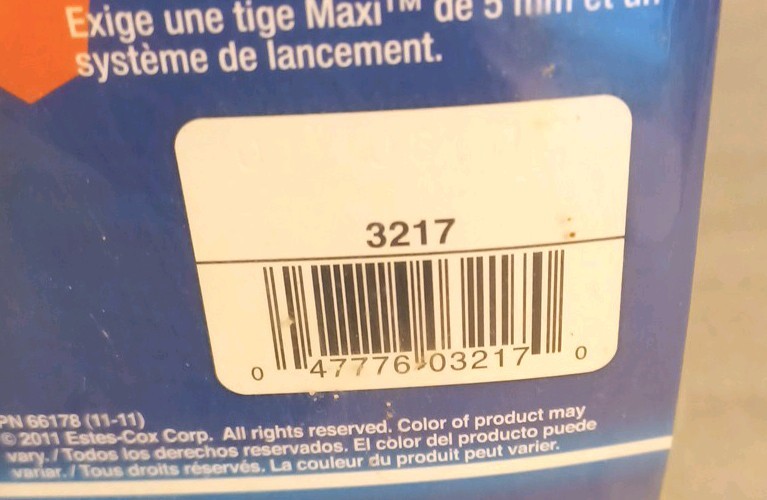 Exige une tige Maxi™ de 5 mm et un
système de lancement.
3217
0 47776 03217 0
PN 66178 (11-11)
© 2011 Estes-Cox Corp. All rights reserved. Color of product may
vary. / Todos los derechos reservados. El color del producto puede
variar. / Tous droits réservés. La couleur du produit peut varier.